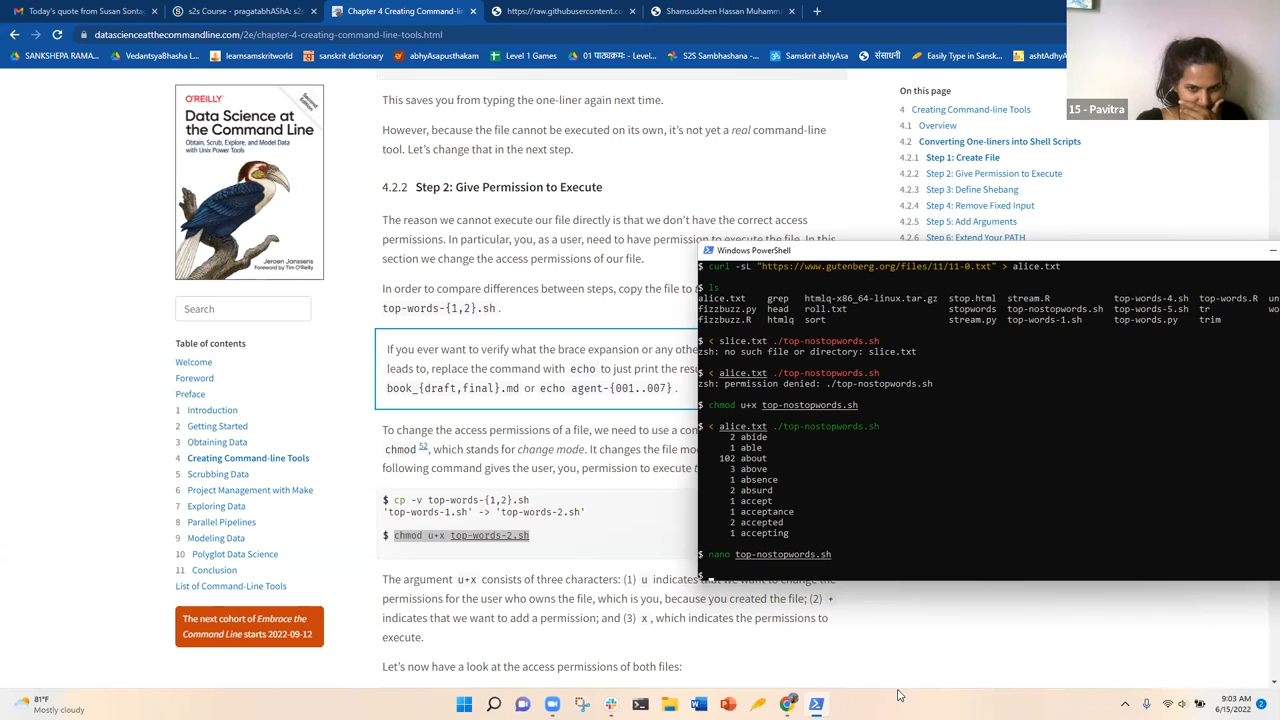 Today's quote from Susan Sontag
s2s Course - s2s
Chapter 4 Creating Command-lin
https://raw.githubusercontent.co
Shamsuddeen Hassan Muhamm
datascienceatthecommandline.com/2e/chapter-4-creating-command-line-tools.html
SANKSHEPA RAMA...
VedantsyaBhasha L...
learnsamskritworld
sanskrit dictionary
abhyAsapusthakam
Level 1 Games
01 पाठ्यक्रम- Level...
S2S Sambhashana -...
Sanskrit abhyas
संसाधनी
Easily Type in Sansk...
ashtAdhya
15 - Pavitra
O'REILLY
Second Edition
Data Science at
the Command Line
Obtain, Scrub, Explore, and Model Data
with Unix Power Tools
Jeroen Janssens
Foreword by Tim O'Reilly
Search
Table of contents
Welcome
Foreword
Preface
1 Introduction
2 Getting Started
3 Obtaining Data
4 Creating Command-line Tools
5 Scrubbing Data
6 Project Management with Make
7 Exploring Data
8 Parallel Pipelines
9 Modeling Data
10 Polyglot Data Science
11 Conclusion
List of Command-Line Tools
The next cohort of Embrace the
Command Line starts 2022-09-12
This saves you from typing the one-liner again next time.
However, because the file cannot be executed on its own, it's not yet a real command-line
tool. Let's change that in the next step.
4.2.2 Step 2: Give Permission to Execute
The reason we cannot execute our file directly is that we don't have the correct access
permissions. In particular, you, as a user, need to have permission to execute the file. In this
section we change the access permissions of our file.
In order to compare differences between steps, copy the file to
top-words-{1,2}.sh .
If you ever want to verify what the brace expansion or any othe
leads to, replace the command with echo to just print the resu
book_{draft,final}.md or echo agent-{001..007} .
To change the access permissions of a file, we need to use a com
chmod 52, which stands for change mode. It changes the file mod
following command gives the user, you, permission to execute t
$ cp -v top-words-{1,2}.sh
'top-words-1.sh' -> 'top-words-2.sh'
$ chmod u+x top-words-2.sh
The argument u+x consists of three characters: (1) u indicates that we want to change the
permissions for the user who owns the file, which is you, because you created the file; (2) +
indicates that we want to add a permission; and (3) x , which indicates the permissions to
execute.
Let's now have a look at the access permissions of both files:
On this page
4 Creating Command-line Tools
4.1 Overview
4.2 Converting One-liners into Shell Scripts
4.2.1 Step 1: Create File
4.2.2 Step 2: Give Permission to Execute
4.2.3 Step 3: Define Shebang
4.2.4 Step 4: Remove Fixed Input
4.2.5 Step 5: Add Arguments
4.2.6 Step 6: Extend Your PATH
Windows PowerShell
$ curl -sL "https://www.gutenberg.org/files/11/11-0.txt" > alice.txt
$ ls
alice.txt grep htmlq-x86_64-linux.tar.gz stop.html stream.R top-words-4.sh top-words.R un
fizzbuzz.py head roll.txt stopwords top-nostopwords.sh top-words-5.sh tr wo
fizzbuzz.R htmlq sort stream.py top-words-1.sh top-words.py trim
$ < slice.txt ./top-nostopwords.sh
zsh: no such file or directory: slice.txt
$ < alice.txt ./top-nostopwords.sh
zsh: permission denied: ./top-nostopwords.sh
$ chmod u+x top-nostopwords.sh
$ < alice.txt ./top-nostopwords.sh
2 abide
1 able
102 about
3 above
1 absence
2 absurd
1 accept
1 acceptance
2 accepted
1 accepting
$ nano top-nostopwords.sh
$
81°F
Mostly cloudy
9:03 AM
6/15/2022
2